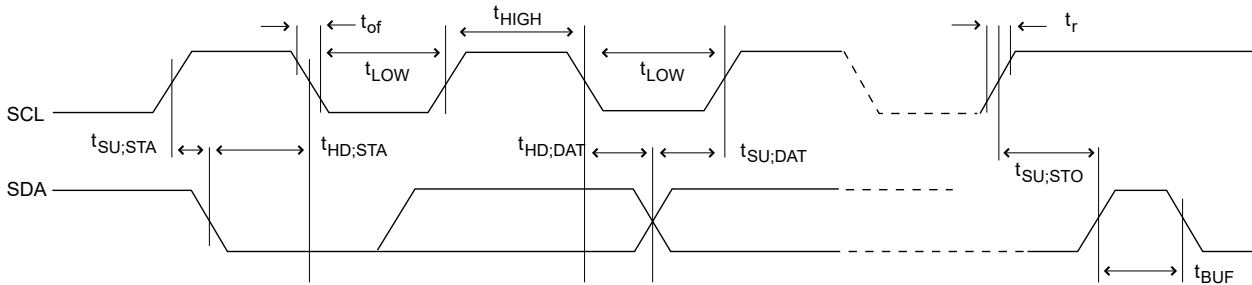 t_of
t_HIGH
t_r
t_LOW
t_LOW
SCL
t_SU;STA
t_HD;STA
t_HD;DAT
t_SU;DAT
t_SU;STO
SDA
t_BUF